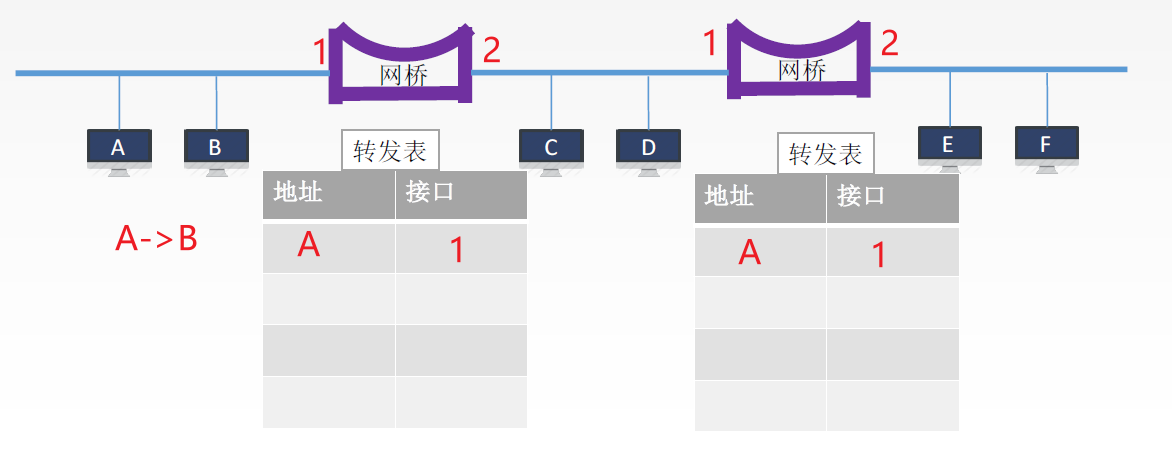 1 网桥 2 1 网桥 2
A B C D E F
转发表 转发表
地址 接口 地址 接口
A->B A 1 A 1